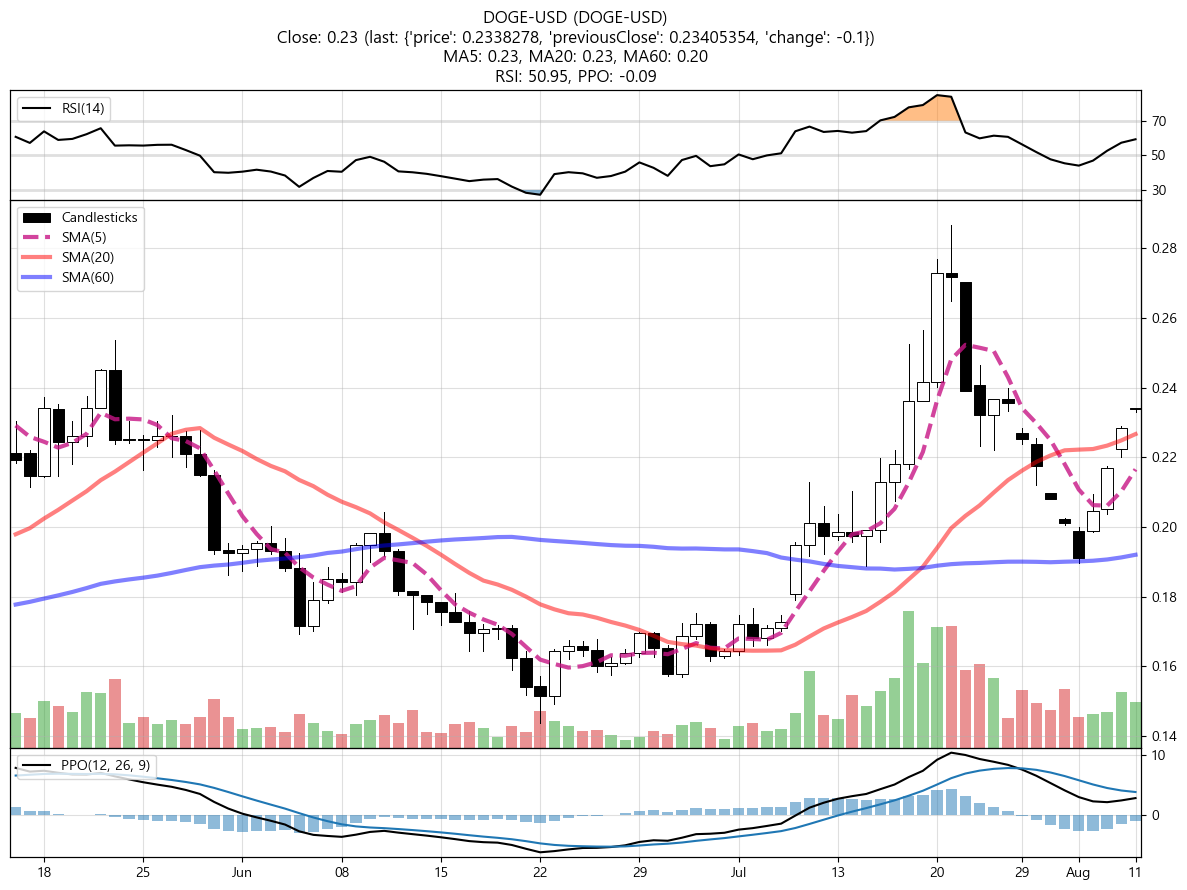 DOGE-USD (DOGE-USD)
Close: 0.23 (last: {'price': 0.2338278, 'previousClose': 0.23405354, 'change': -0.1})
MA5: 0.23, MA20: 0.23, MA60: 0.20
RSI: 50.95, PPO: -0.09
RSI(14)
70
50
30
Candlesticks
SMA(5)
SMA(20)
SMA(60)
0.28
0.26
0.24
0.22
0.20
0.18
0.16
0.14
PPO(12, 26, 9)
10
0
18 25 Jun 08 15 22 29 Jul 13 20 29 Aug 11